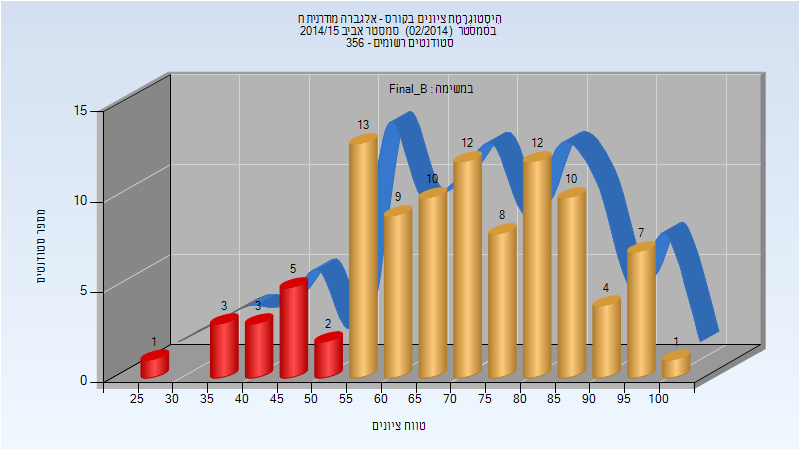 היסטוגרמת ציונים בקורס - אלגברה מודרנית ח
בסמסטר (02/2014) סמסטר אביב 2014/15
סטודנטים רשומים - 356
במשימה : Final_B
מספר סטודנטים
15
10
5
0
1
3
3
5
2
13
9
10
12
8
12
10
4
7
1
25 30 35 40 45 50 55 60 65 70 75 80 85 90 95 100
טווח ציונים